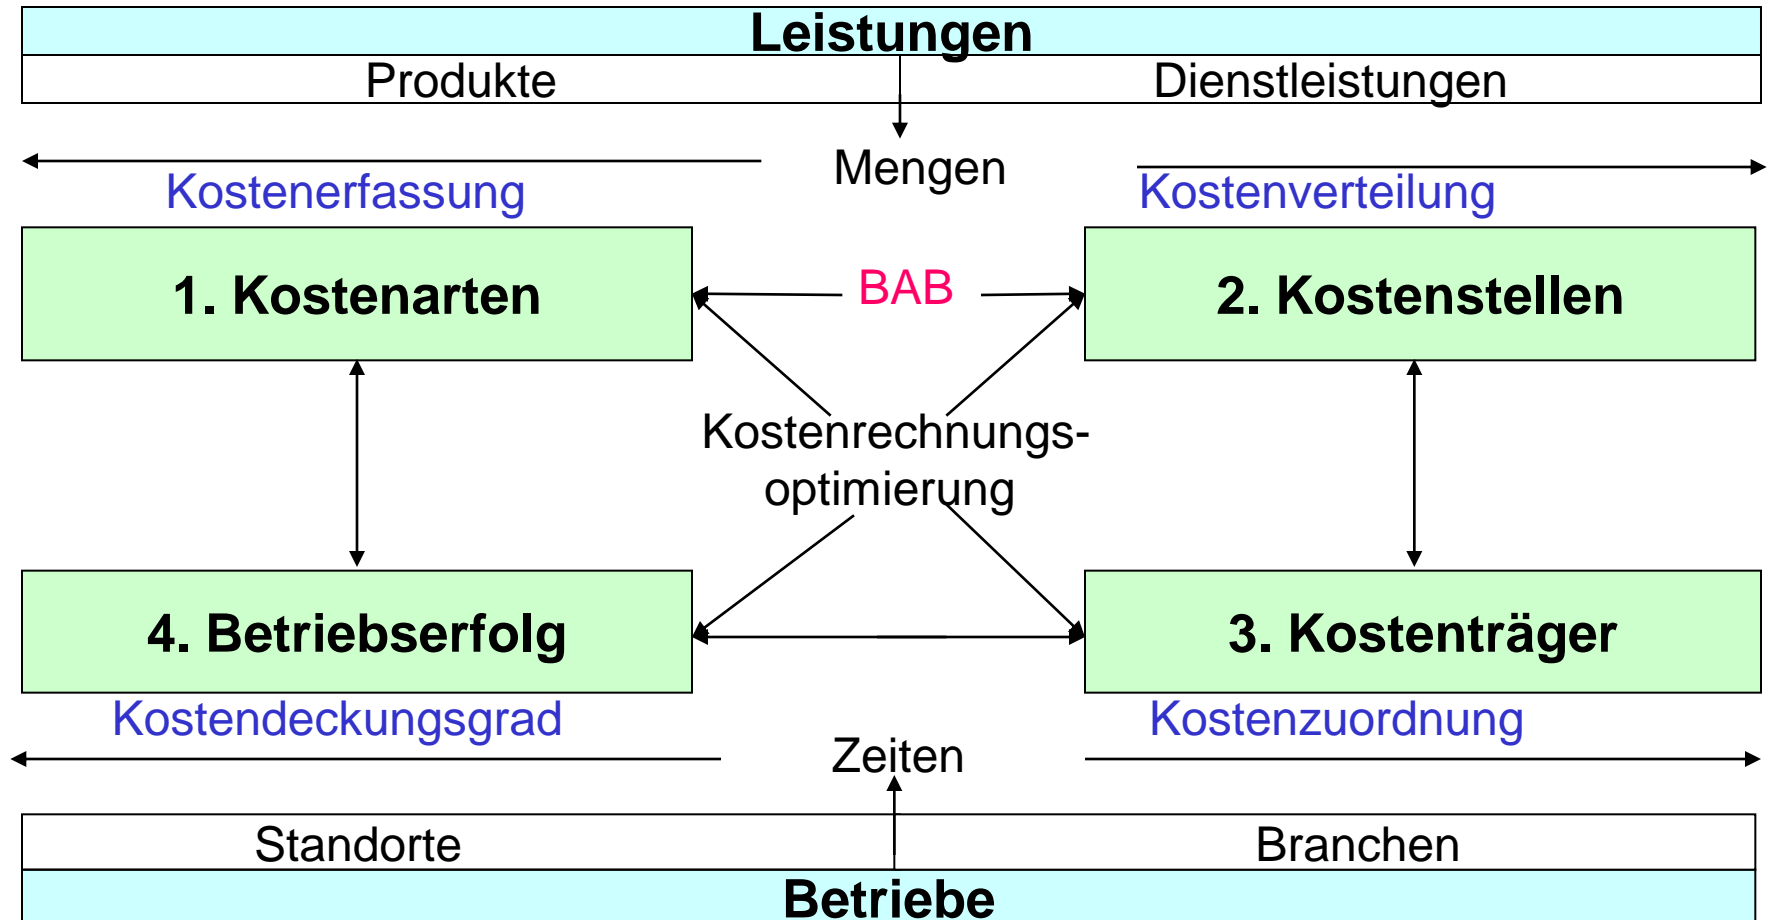 Leistungen
Produkte Dienstleistungen
Mengen
Kostenerfassung Kostenverteilung
1. Kostenarten BAB 2. Kostenstellen
Kostenrechnungs-
optimierung
4. Betriebserfolg 3. Kostenträger
Kostendeckungsgrad Kostenzuordnung
Zeiten
Standorte Branchen
Betriebe